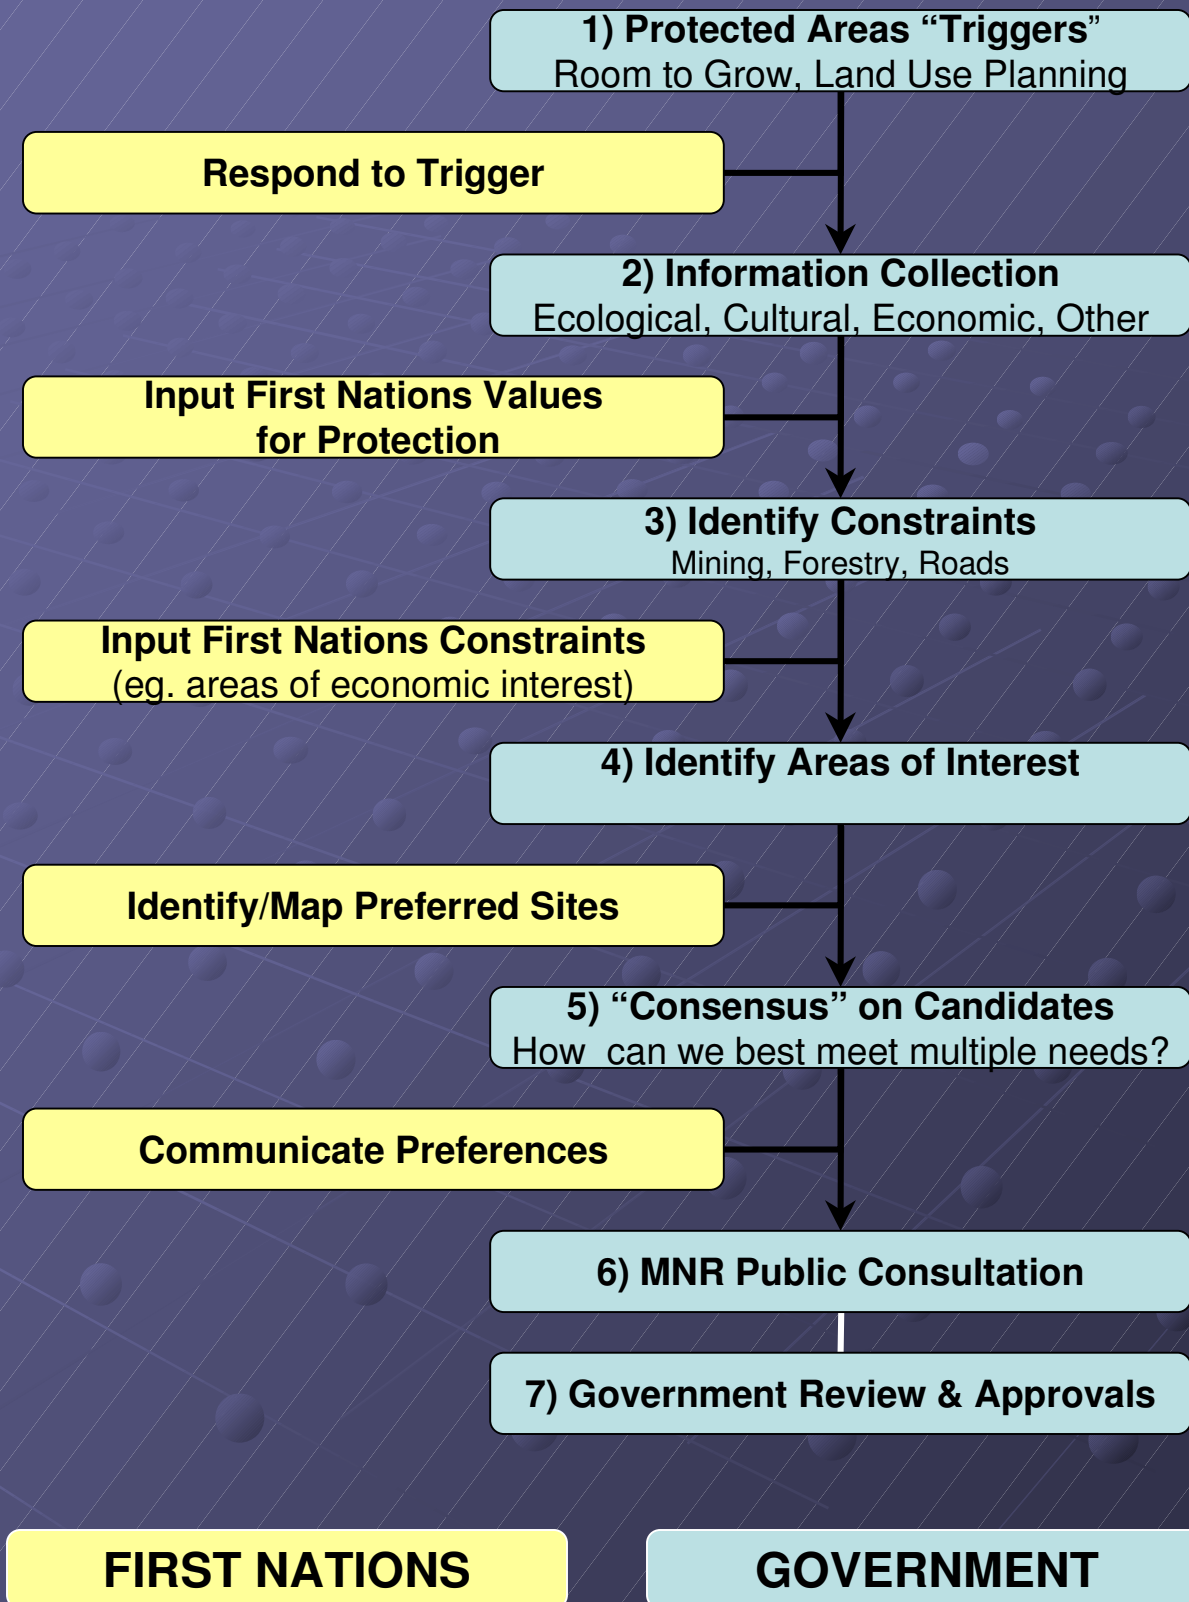 1) Protected Areas “Triggers”
Room to Grow, Land Use Planning
Respond to Trigger
2) Information Collection
Ecological, Cultural, Economic, Other
Input First Nations Values
for Protection
3) Identify Constraints
Mining, Forestry, Roads
Input First Nations Constraints
(eg. areas of economic interest)
4) Identify Areas of Interest
Identify/Map Preferred Sites
5) “Consensus” on Candidates
How can we best meet multiple needs?
Communicate Preferences
6) MNR Public Consultation
7) Government Review & Approvals
FIRST NATIONS
GOVERNMENT